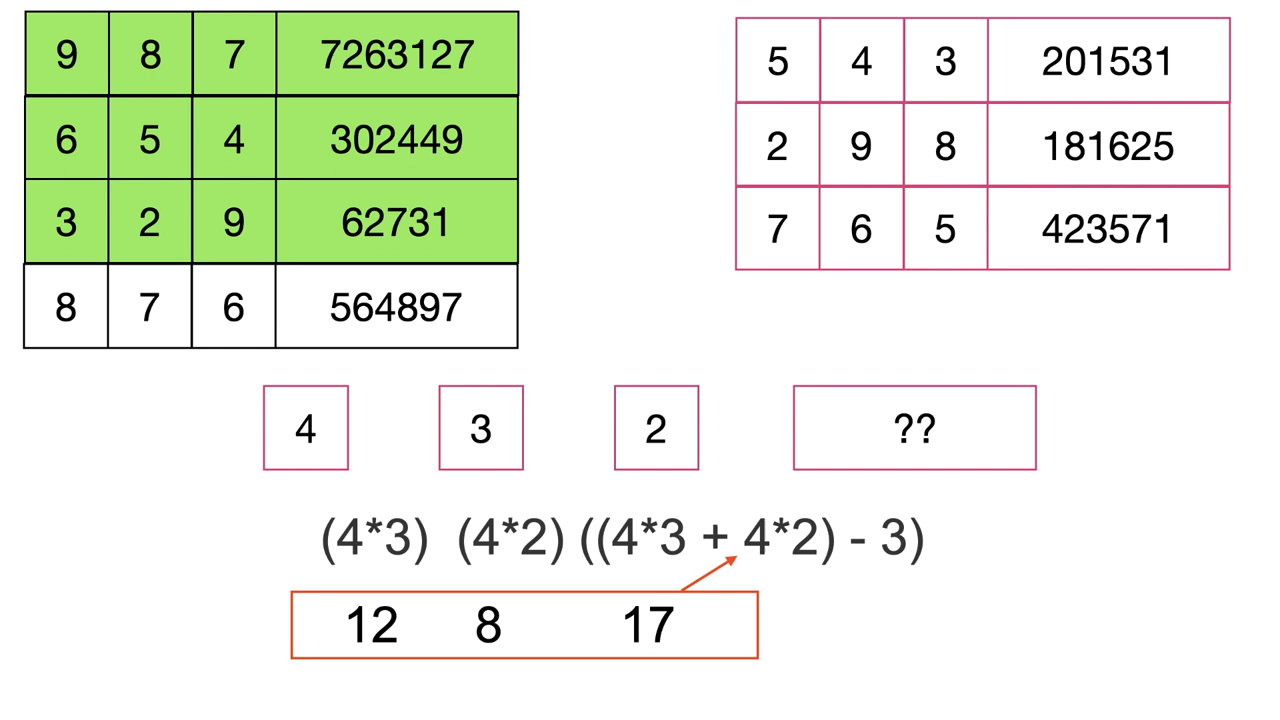 9 8 7 7263127
6 5 4 302449
3 2 9 62731
8 7 6 564897
5 4 3 201531
2 9 8 181625
7 6 5 423571
4 3 2 ??
(4*3) (4*2) ((4*3 + 4*2) - 3)
12 8 17